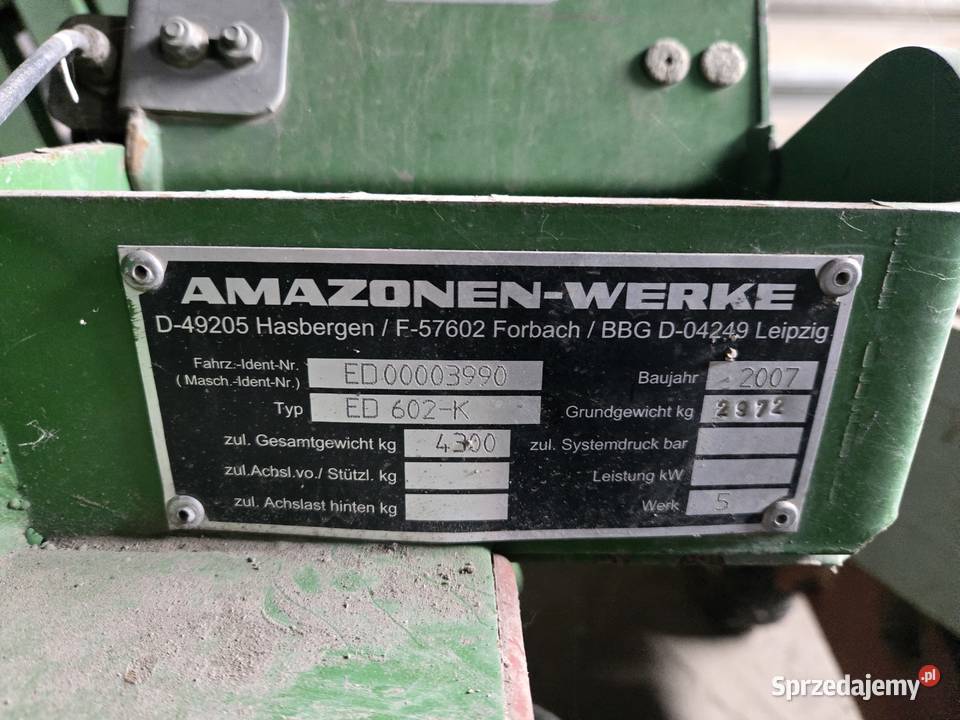 AMAZONEN-WERKE
D-49205 Hasbergen / F-57602 Forbach / BBG D-04249 Leipzig
Fahrz.-Ident-Nr.
(Masch.-Ident-Nr.) ED00003990 Baujahr 2007
Typ ED 602-K Grundgewicht kg 2972
zul. Gesamtgewicht kg 4300 zul. Systemdruck bar
zul.Achsl.vo./ Stützl. kg Leistung kW
zul. Achslast hinten kg Werk 5
Sprzedajemy.pl